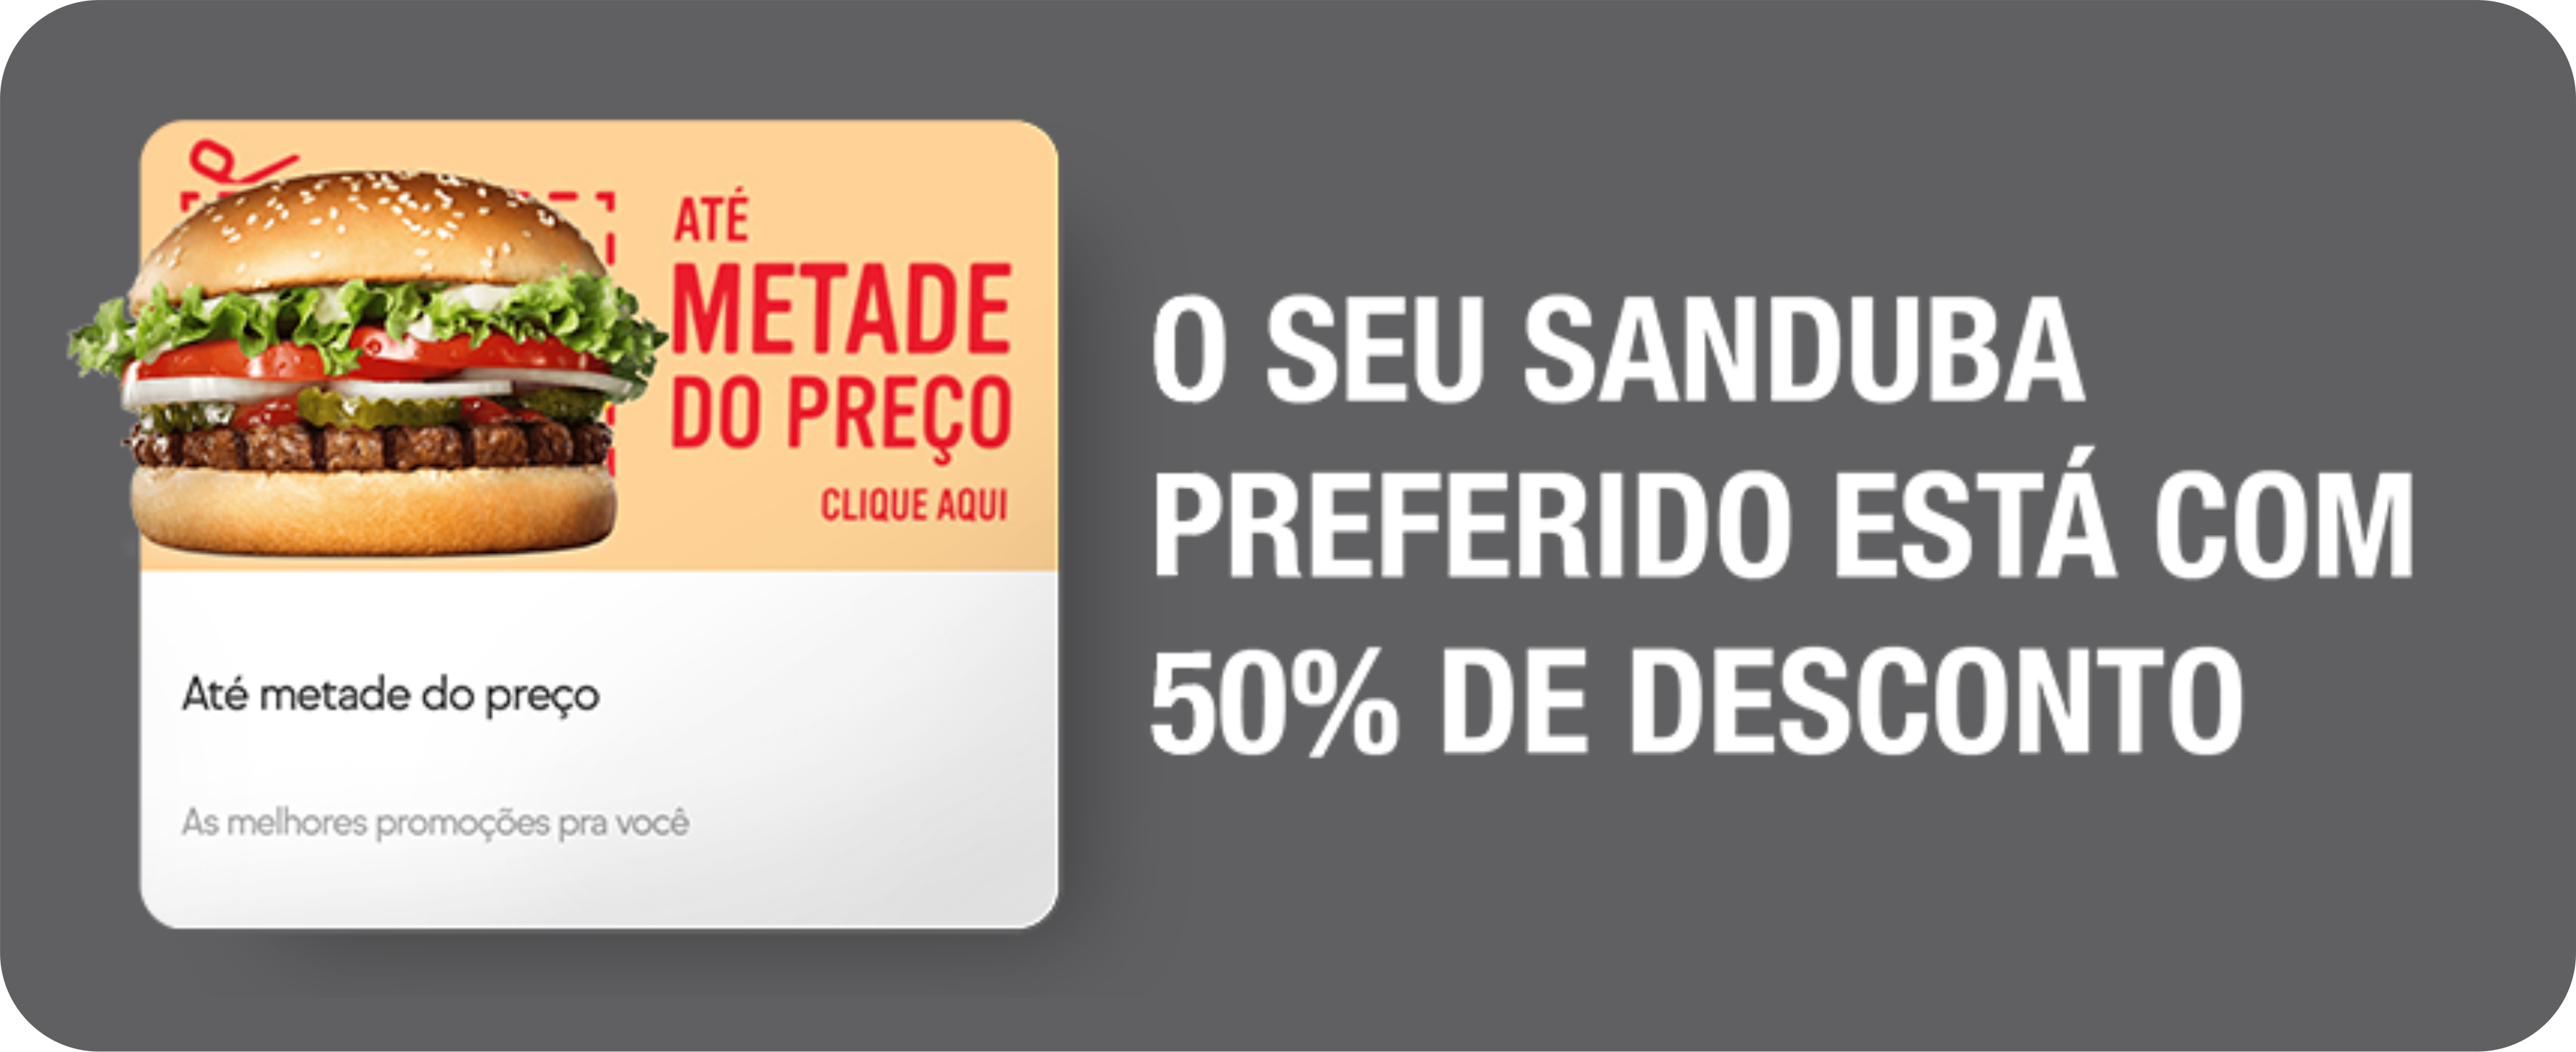 ATÉ
METADE
DO PREÇO
CLIQUE AQUI
Até metade do preço
As melhores promoções pra você
O SEU SANDUBA
PREFERIDO ESTÁ COM
50% DE DESCONTO